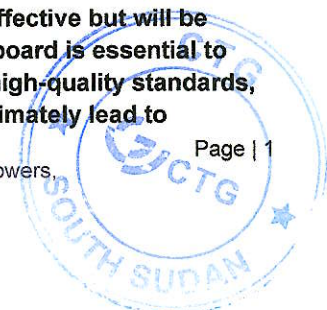 ffective but will be
board is essential to
high-quality standards,
timately lead to
Page | 1
owers,
CTG
CTG
SOUTH SUDAN